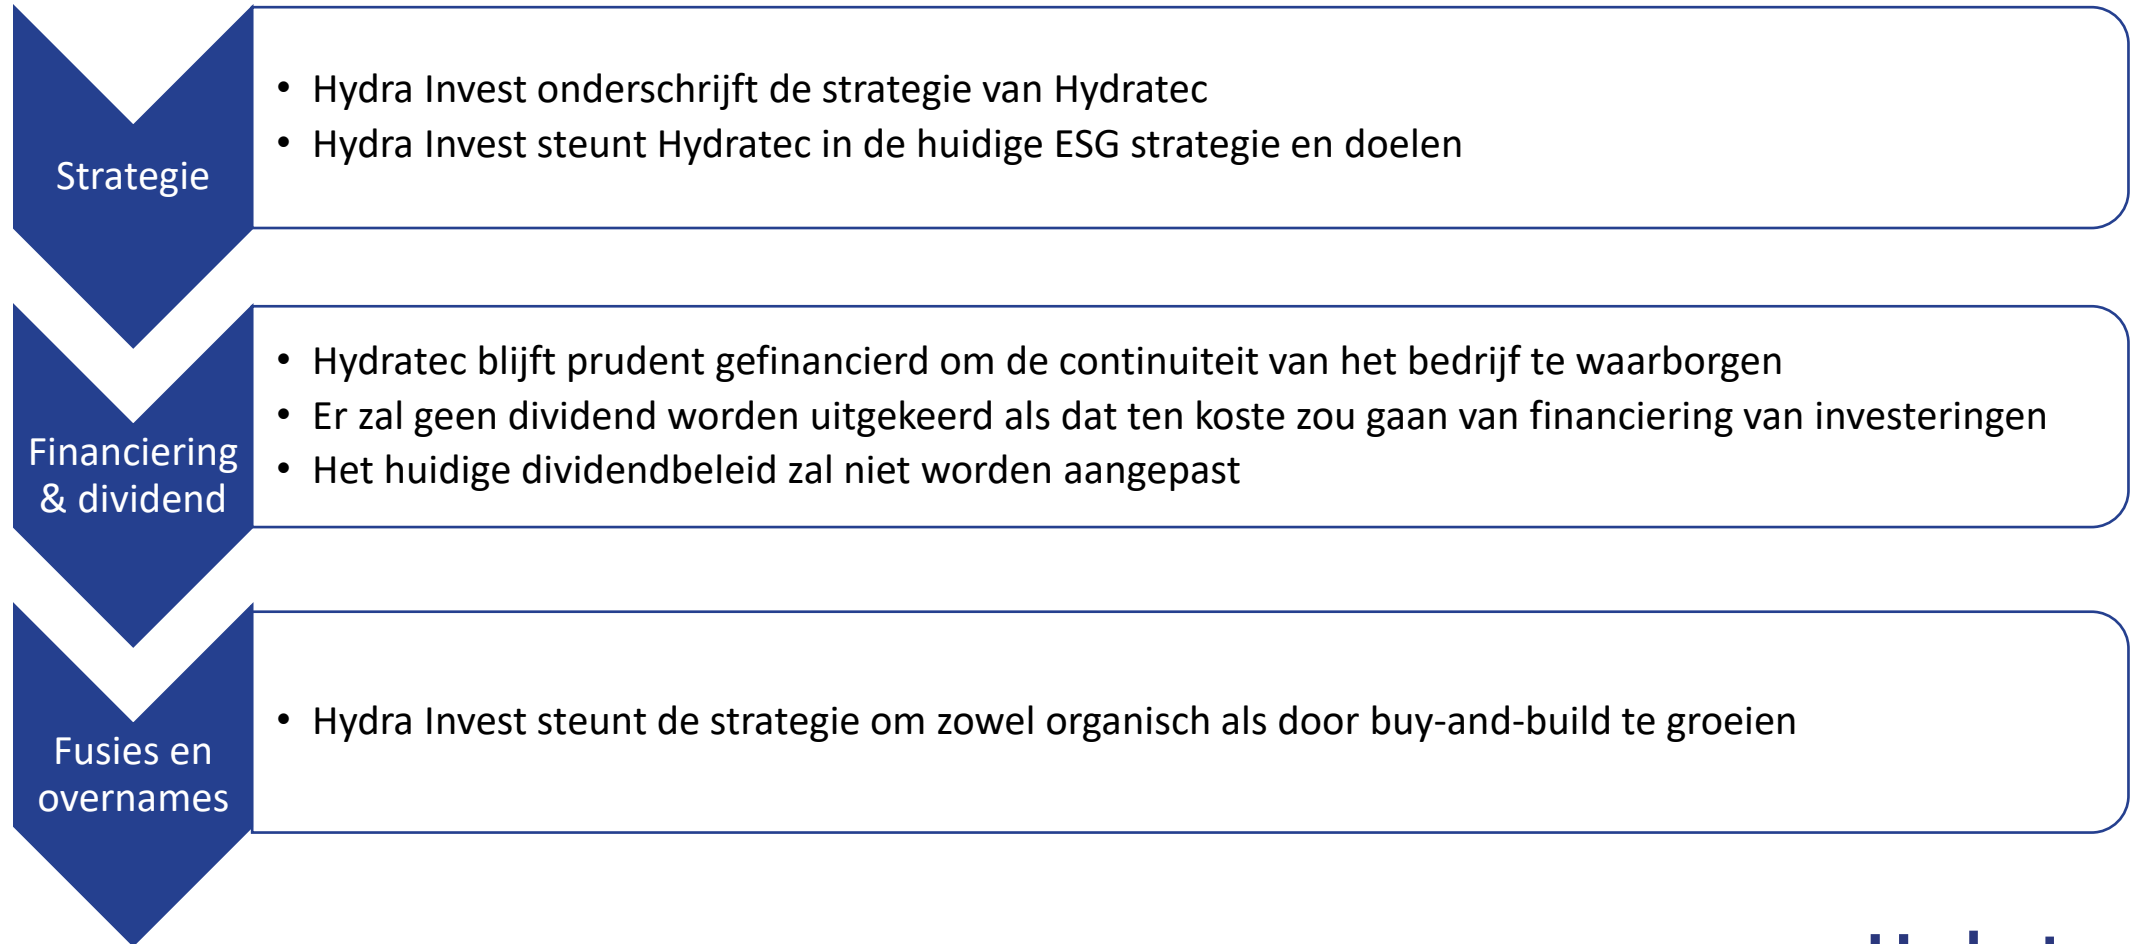 Strategie
• Hydra Invest onderschrijft de strategie van Hydratec
• Hydra Invest steunt Hydratec in de huidige ESG strategie en doelen
Financiering
& dividend
• Hydratec blijft prudent gefinancierd om de continuiteit van het bedrijf te waarborgen
• Er zal geen dividend worden uitgekeerd als dat ten koste zou gaan van financiering van investeringen
• Het huidige dividendbeleid zal niet worden aangepast
Fusies en
overnames
• Hydra Invest steunt de strategie om zowel organisch als door buy-and-build te groeien